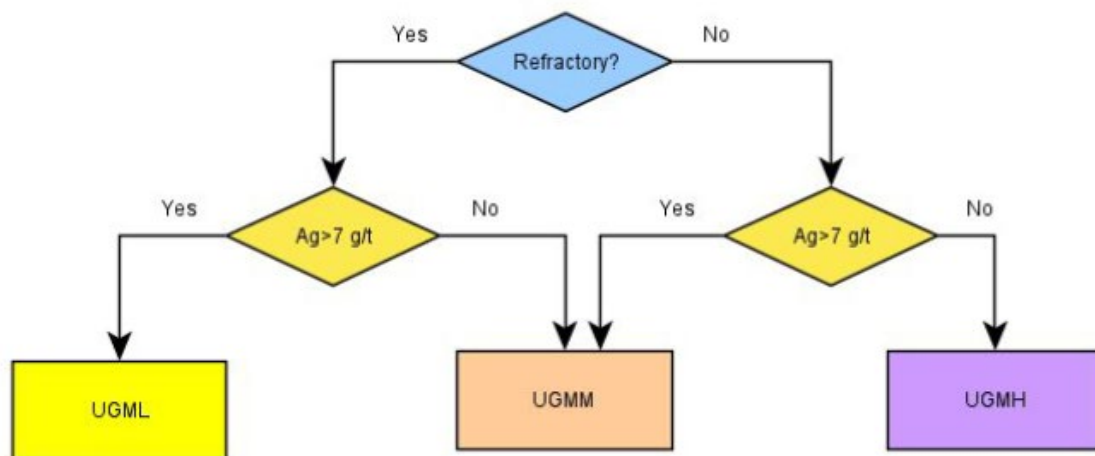 Yes
No
Refractory?
Yes
No
Yes
No
Ag>7 g/t
Ag>7 g/t
UGML
UGMM
UGMH